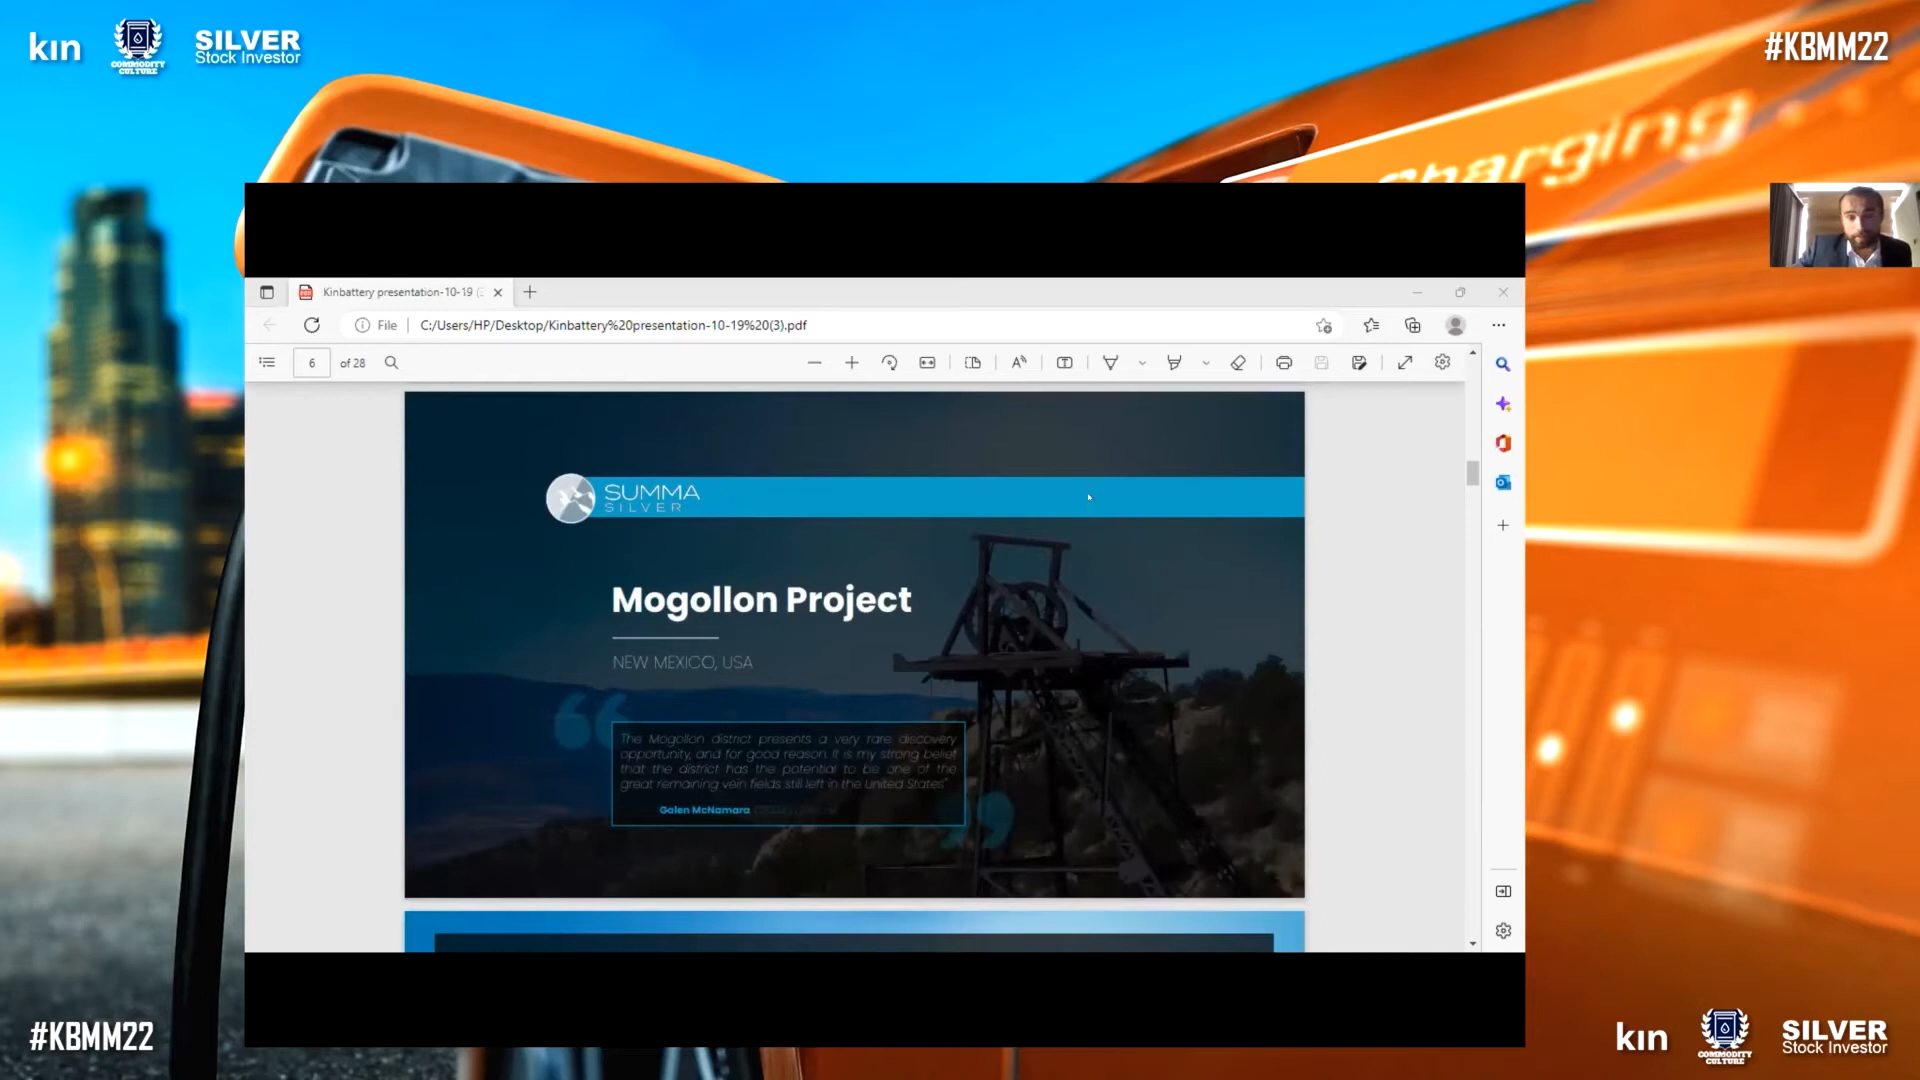 kın
COMMODITY
CULTURE
SILVER
Stock Investor
#KBMM22
Charging
Kinbattery presentation-10-19 (
File
C:/Users/HP/Desktop/Kinbattery%20presentation-10-19%20(3).pdf
6 of 28
SUMMA
SILVER
Mogollon Project
NEW MEXICO, USA
The Mogollon district presents a very rare discovery
opportunity, and for good reason. It is my strong belief
that the district has the potential to be one of the
great remaining vein fields still left in the United States"
Galen McNamara
#KBMM22
kın
COMMODITY
CULTURE
SILVER
Stock Investor